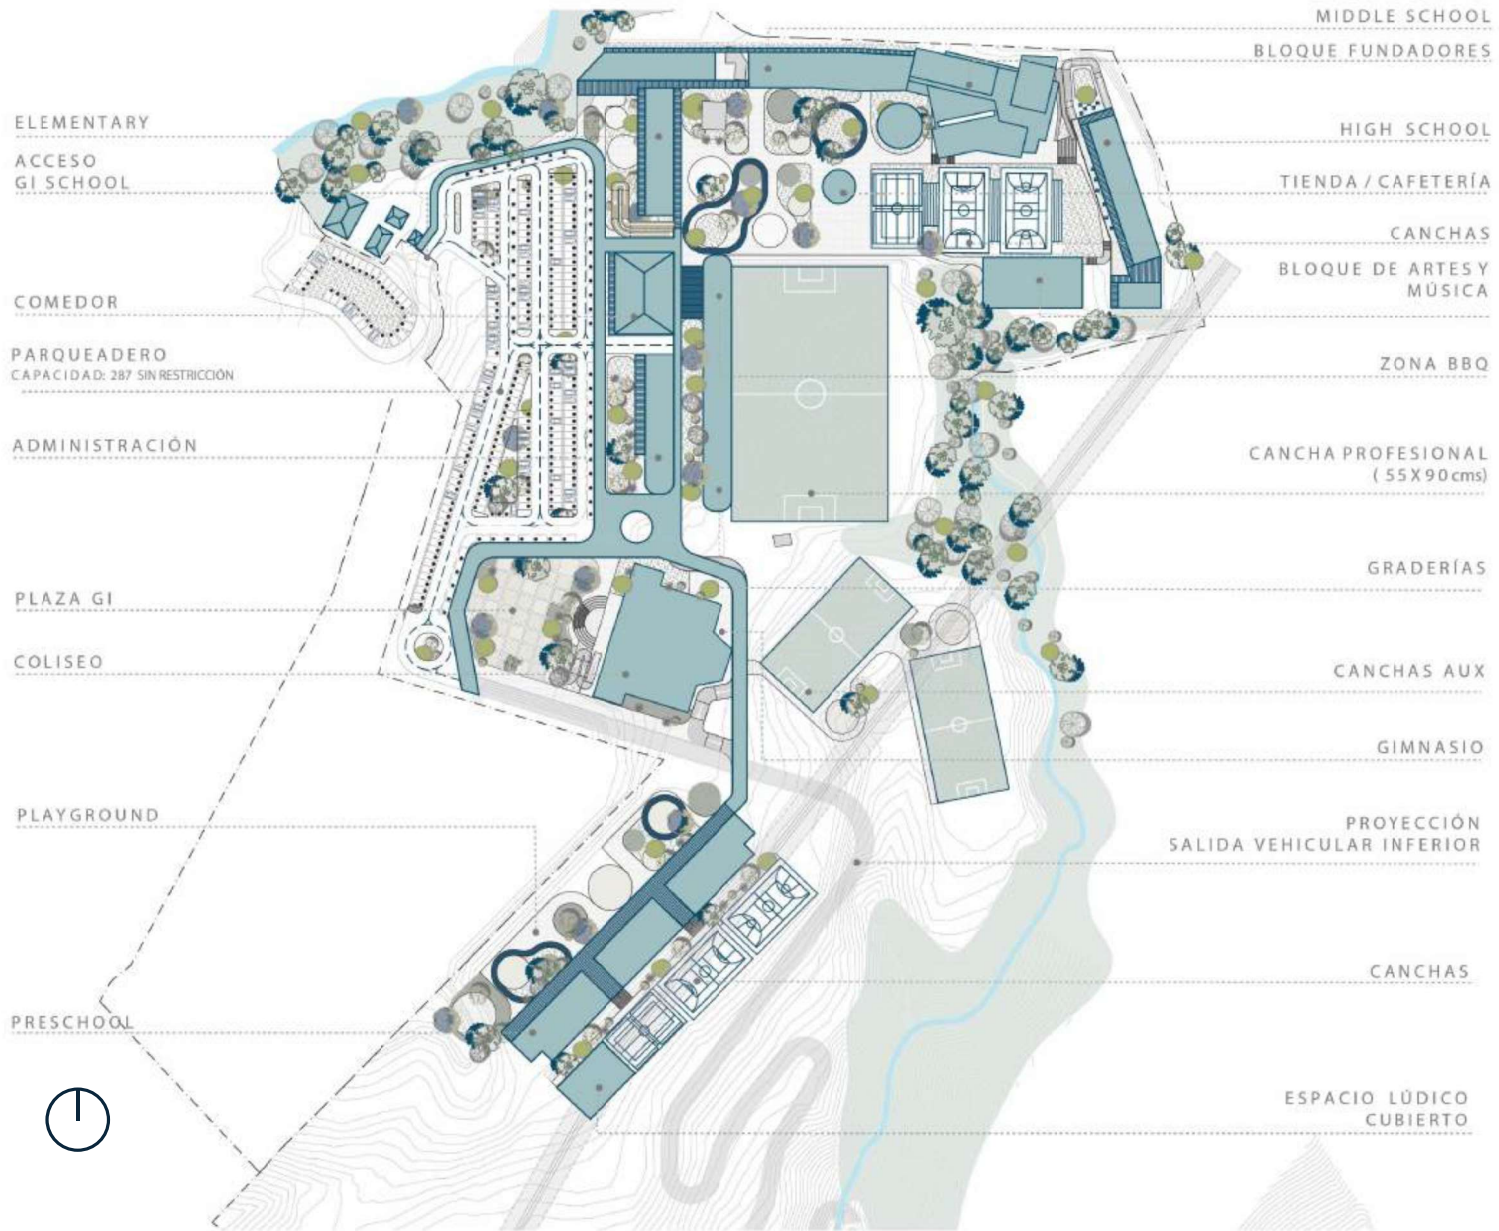 MIDDLE SCHOOL
BLOQUE FUNDADORES
ELEMENTARY
HIGH SCHOOL
ACCESO
GI SCHOOL
TIENDA / CAFETERÍA
CANCHAS
BLOQUE DE ARTES Y
MÚSICA
COMEDOR
PARQUEADERO
CAPACIDAD: 287 SIN RESTRICCIÓN
ZONA BBQ
ADMINISTRACIÓN
CANCHA PROFESIONAL
( 55X90cms)
GRADERÍAS
PLAZA GI
COLISEO
CANCHAS AUX
GIMNASIO
PLAYGROUND
PROYECCIÓN
SALIDA VEHICULAR INFERIOR
CANCHAS
PRESCHOOL
ESPACIO LÚDICO
CUBIERTO